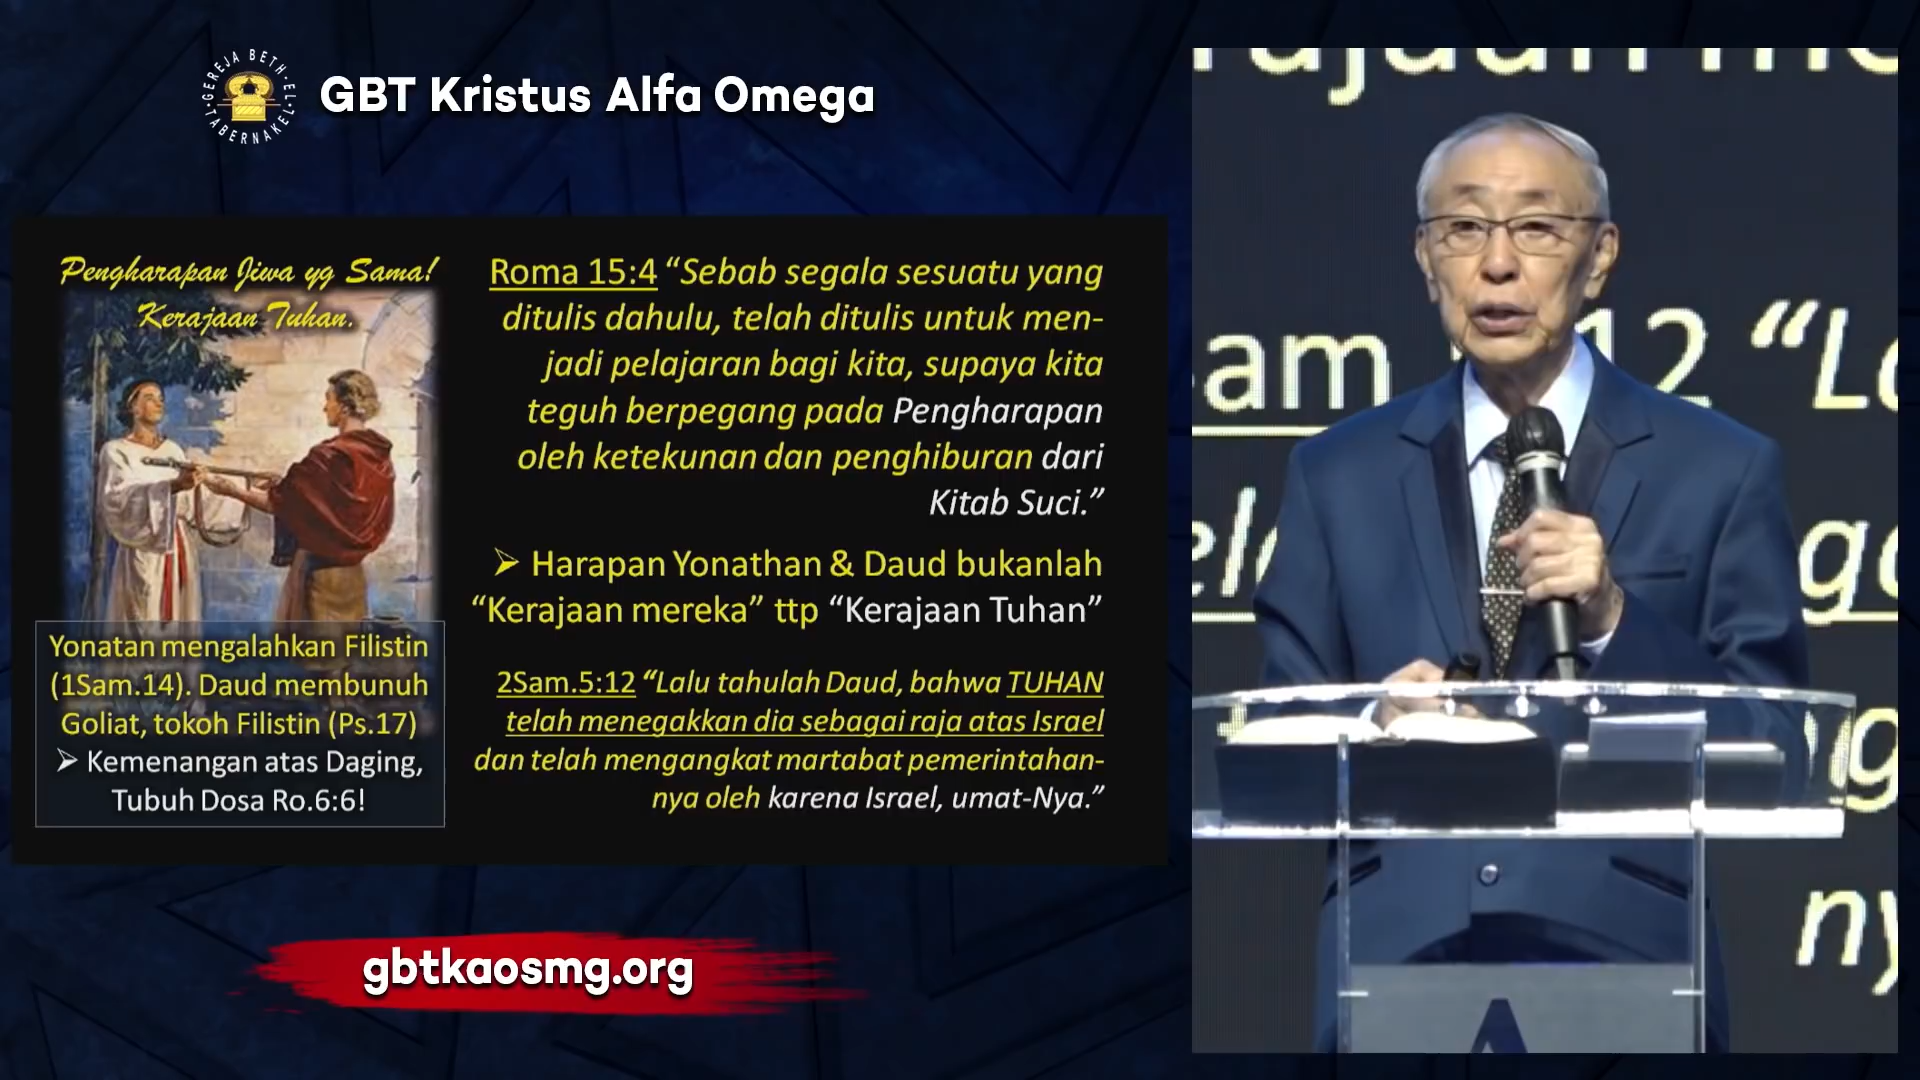 GEREJA BETH-EL
TABERNAKEL
GBT Kristus Alfa Omega
Pengharapan Jiwa yg Sama!
Kerajaan Tuhan.
Yonatan mengalahkan Filistin
(1Sam.14). Daud membunuh
Goliat, tokoh Filistin (Ps.17)
➢ Kemenangan atas Daging,
Tubuh Dosa Ro.6:6!
Roma 15:4 “Sebab segala sesuatu yang
ditulis dahulu, telah ditulis untuk men-
jadi pelajaran bagi kita, supaya kita
teguh berpegang pada Pengharapan
oleh ketekunan dan penghiburan dari
Kitab Suci.”
➢ Harapan Yonathan & Daud bukanlah
“Kerajaan mereka” ttp “Kerajaan Tuhan”
2Sam.5:12 “Lalu tahulah Daud, bahwa TUHAN
telah menegakkan dia sebagai raja atas Israel
dan telah mengangkat martabat pemerintahan-
nya oleh karena Israel, umat-Nya.”
gbtkaosmg.org